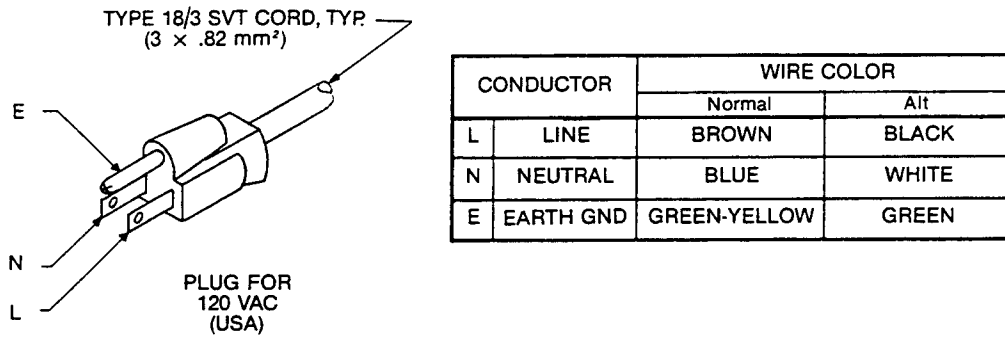 TYPE 18/3 SVT CORD, TYP.
(3 × .82 mm²)
E
N
L
PLUG FOR
120 VAC
(USA)
CONDUCTOR WIRE COLOR
Normal Alt
L LINE BROWN BLACK
N NEUTRAL BLUE WHITE
E EARTH GND GREEN-YELLOW GREEN